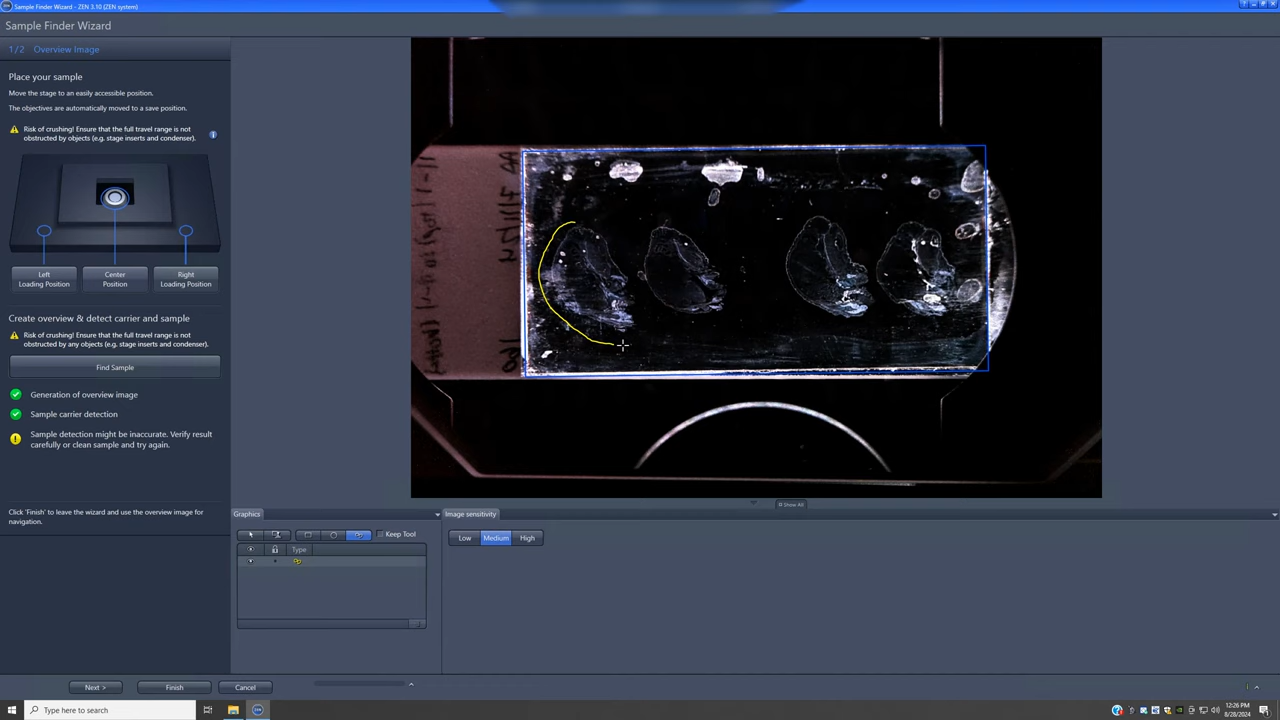 Sample Finder Wizard - ZEN 3.10 (ZEN system)
Sample Finder Wizard
1/2 Overview Image
Place your sample
Move the stage to an easily accessible position.
The objectives are automatically moved to a save position.
Risk of crushing! Ensure that the full travel range is not
obstructed by objects (e.g. stage inserts and condenser).
Left
Loading Position
Center
Position
Right
Loading Position
Create overview & detect carrier and sample
Risk of crushing! Ensure that the full travel range is not
obstructed by any objects (e.g. stage inserts and condenser).
Find Sample
Generation of overview image
Sample carrier detection
Sample detection might be inaccurate. Verify result
carefully or clean sample and try again.
Click 'Finish' to leave the wizard and use the overview image for
navigation.
Show All
Graphics
Keep Tool
Type
Image sensitivity
Low
Medium
High
Next >
Finish
Cancel
Type here to search
12:26 PM
8/28/2024